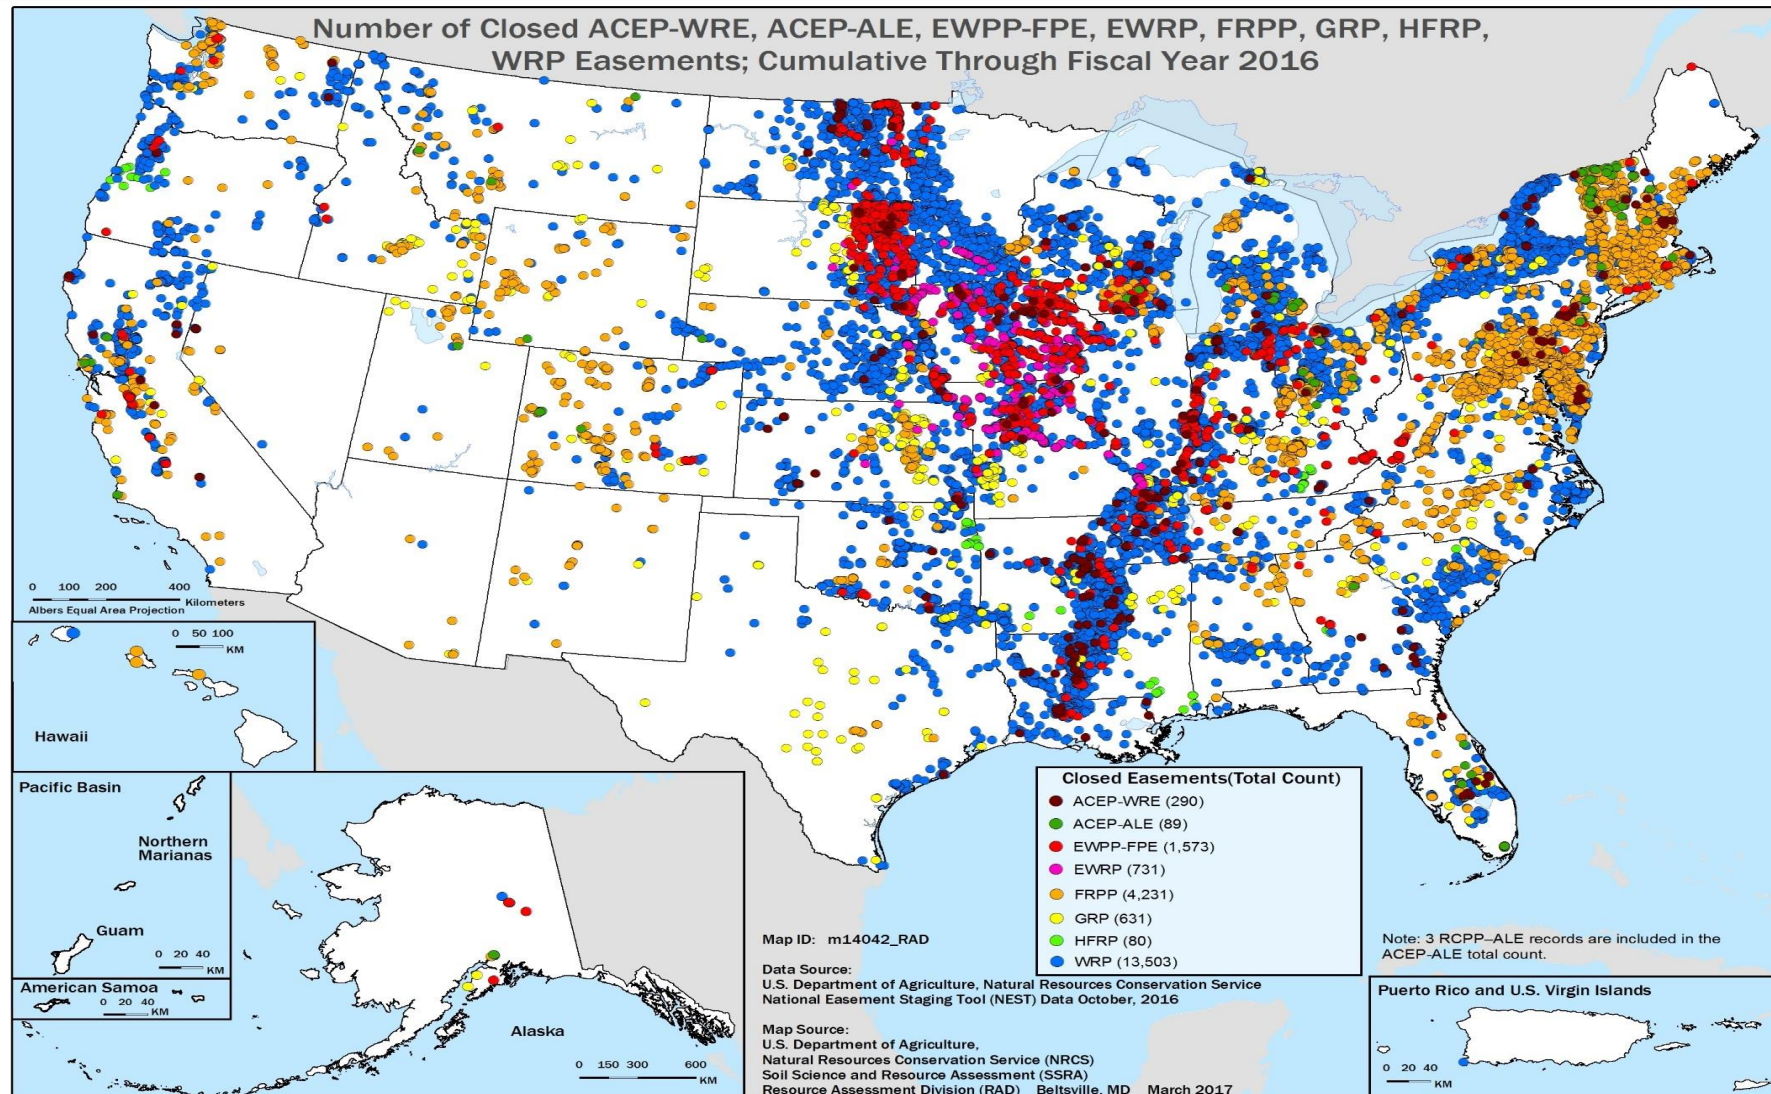 Number of Closed ACEP-WRE, ACEP-ALE, EWPP-FPE, EWRP, FRPP, GRP, HFRP,
WRP Easements; Cumulative Through Fiscal Year 2016
0 100 200 400
Kilometers
Albers Equal Area Projection
0 50 100
KM
Hawaii
Pacific Basin
Northern
Marianas
Guam
0 20 40
KM
American Samoa
0 20 40
KM
Alaska
0 150 300 600
KM
Closed Easements(Total Count)
ACEP-WRE (290)
ACEP-ALE (89)
EWPP-FPE (1,573)
EWRP (731)
FRPP (4,231)
GRP (631)
HFRP (80)
WRP (13,503)
Map ID: m14042_RAD
Data Source:
U.S. Department of Agriculture, Natural Resources Conservation Service
National Easement Staging Tool (NEST) Data October, 2016
Map Source:
U.S. Department of Agriculture,
Natural Resources Conservation Service (NRCS)
Soil Science and Resource Assessment (SSRA)
Resource Assessment Division (RAD) Beltsville, MD March 2017
Note: 3 RCPP–ALE records are included in the
ACEP-ALE total count.
Puerto Rico and U.S. Virgin Islands
0 20 40
KM